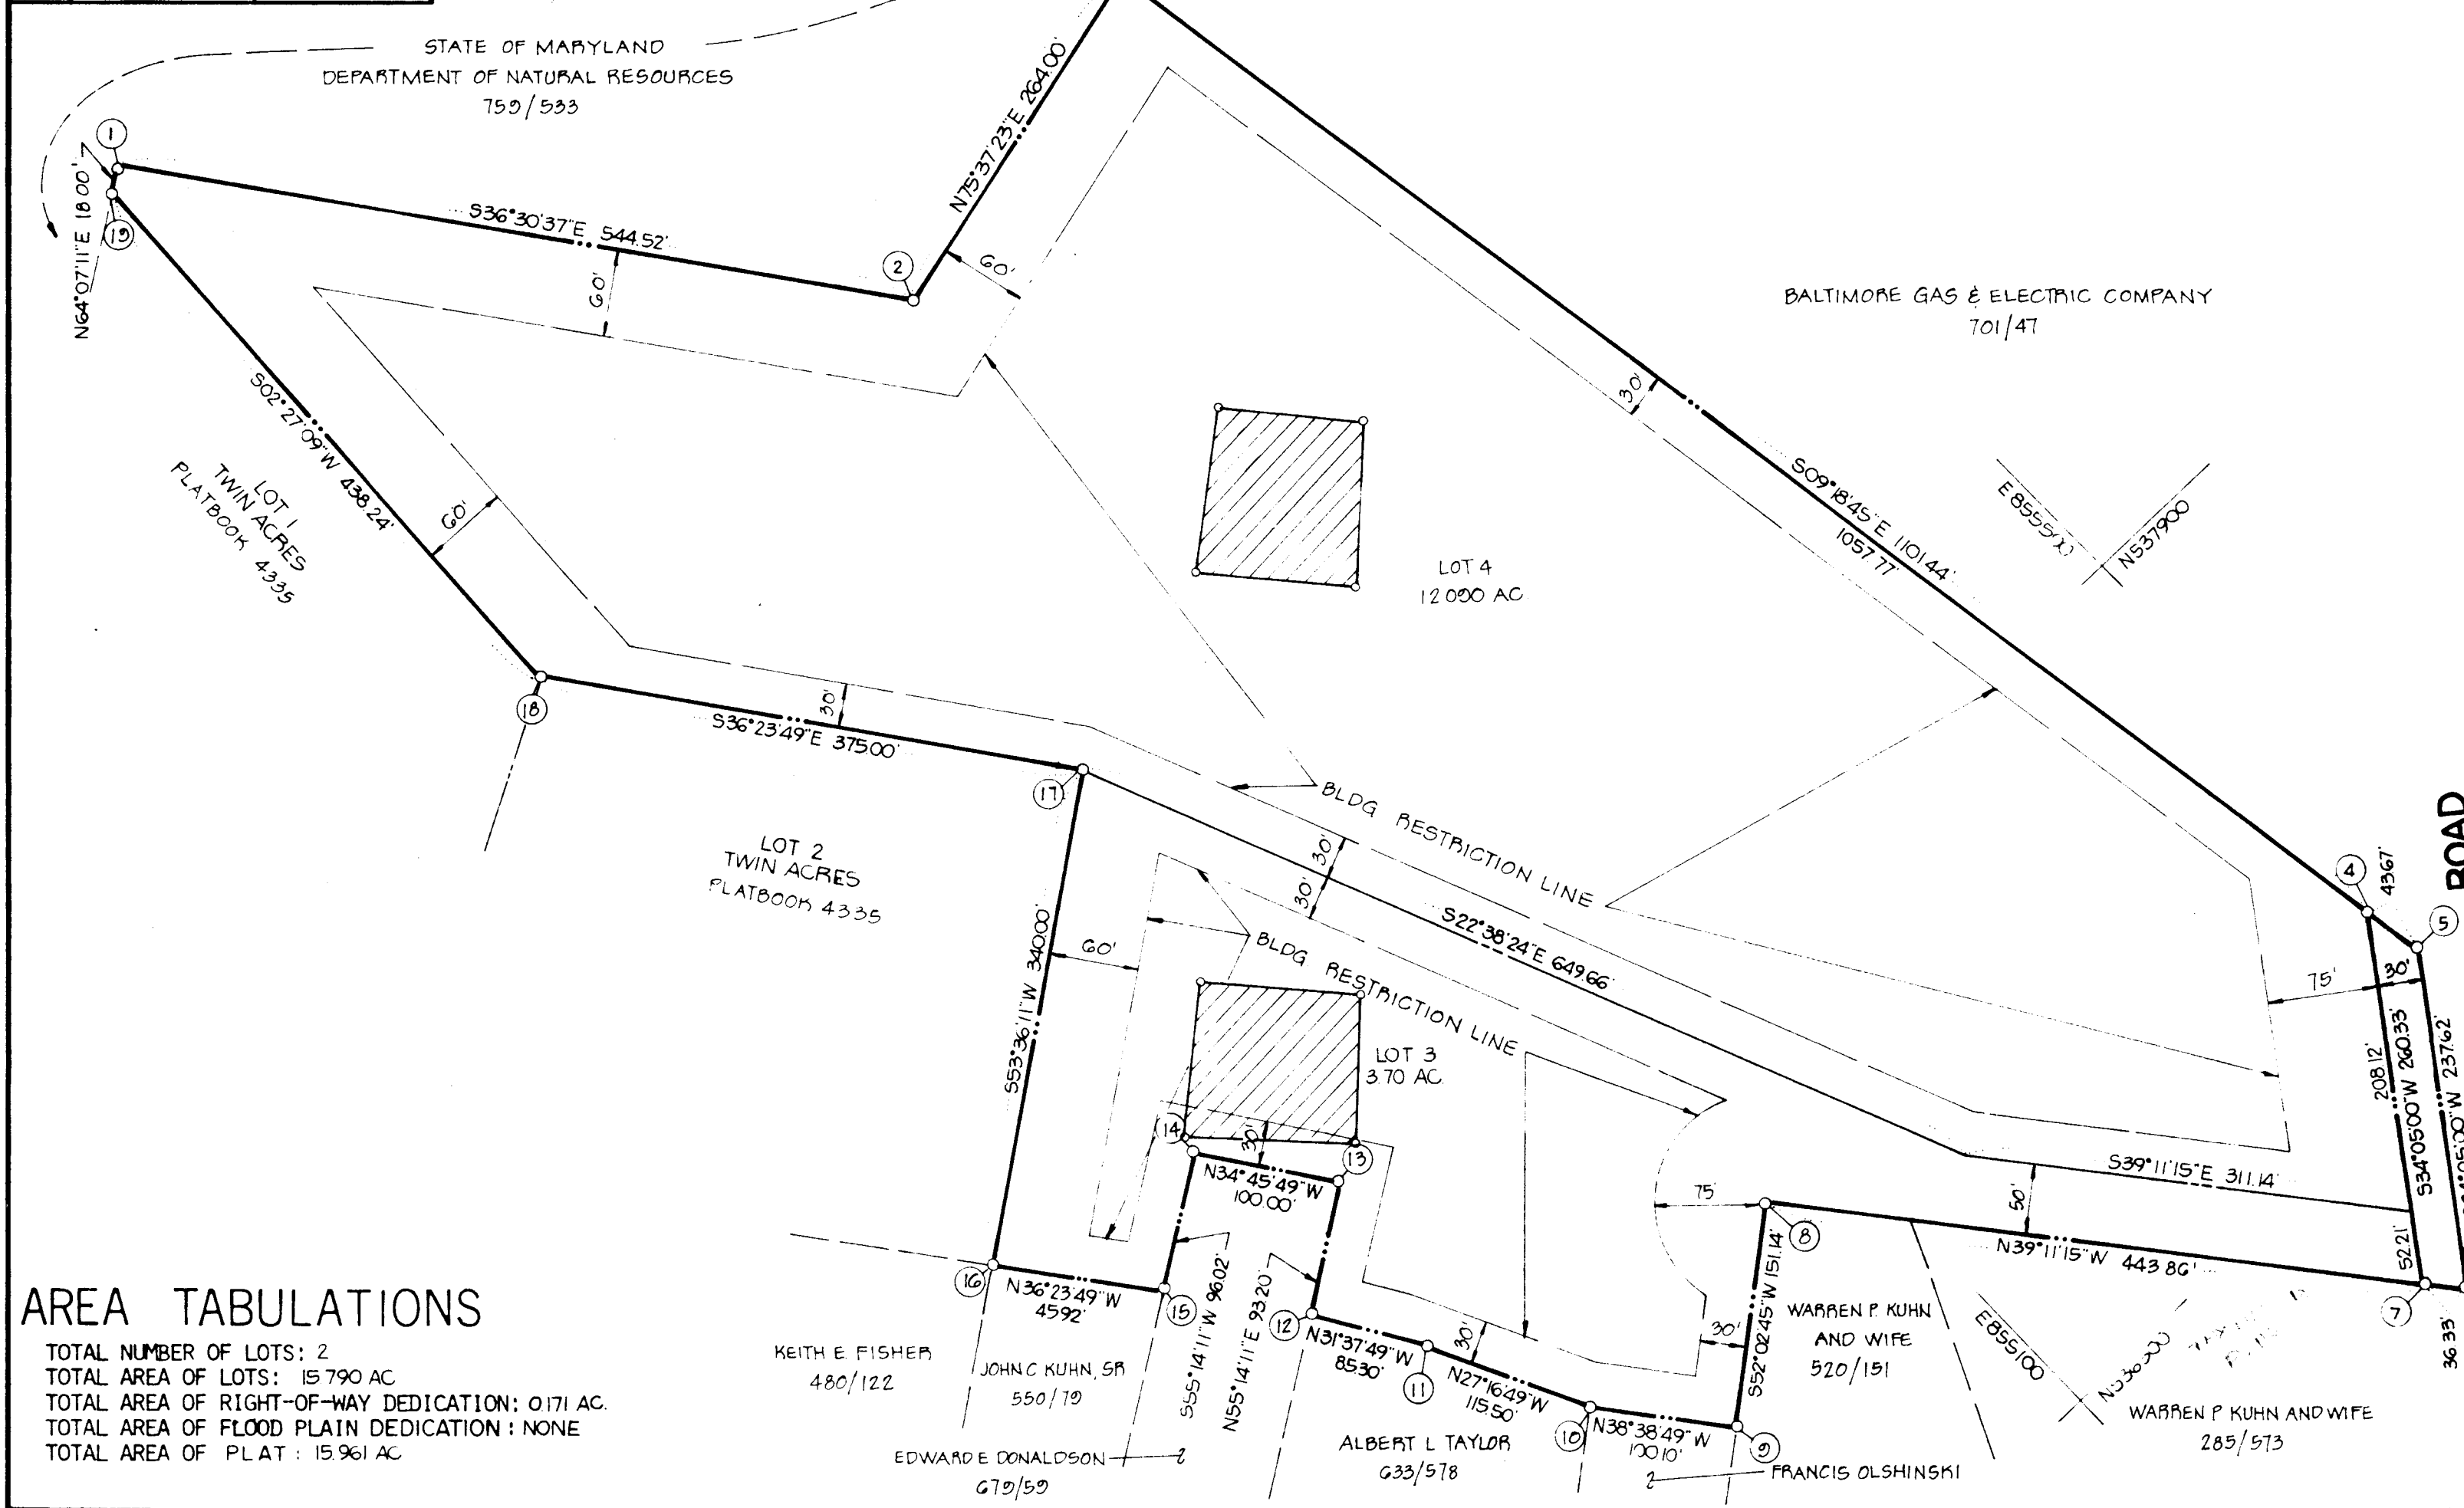 STATE OF MARYLAND
DEPARTMENT OF NATURAL RESOURCES
759/533
1
19
N64°07'11"E 18.00'
S36°30'37"E 544.52'
60'
2
N75°37'23"E 264.00'
60'
BALTIMORE GAS & ELECTRIC COMPANY
701/47
30'
S09°18'45"E 1101.44'
1057.77'
E855500
N537900
S02°27'09"W 438.24'
60'
LOT 1
TWIN ACRES
PLATBOOK 4335
LOT 4
12.090 AC.
18
S36°23'49"E 375.00'
30'
17
LOT 2
TWIN ACRES
PLATBOOK 4335
BLDG RESTRICTION LINE
30'
30'
S22°38'24"E 649.66'
BLDG RESTRICTION LINE
S53°36'11"W 340.00'
60'
LOT 3
3.70 AC.
4
43.67'
5
ROAD
75'
30'
208.12'
S34°05'00"W 260.33'
237.62'
52.21'
S39°11'15"E 311.14'
50'
N39°11'15"W 443.86'
7
36.33'
14
30'
13
N34°45'49"W
100.00'
S55°14'11"W 96.02'
N55°14'11"E 93.20'
75'
8
S52°02'45"W 151.14'
30'
16
N36°23'49"W
45.92'
15
12
N31°37'49"W
85.30'
11
30'
N27°16'49"W
115.50'
10
N38°38'49"W
100.10'
9
WARREN P. KUHN
AND WIFE
520/151
E855100
WARREN P KUHN AND WIFE
285/573
KEITH E. FISHER
480/122
JOHN C KUHN, SR
550/79
EDWARD E DONALDSON
679/59
ALBERT L TAYLOR
633/578
FRANCIS OLSHINSKI
AREA TABULATIONS
TOTAL NUMBER OF LOTS: 2
TOTAL AREA OF LOTS: 15.790 AC
TOTAL AREA OF RIGHT-OF-WAY DEDICATION: 0.171 AC.
TOTAL AREA OF FLOOD PLAIN DEDICATION: NONE
TOTAL AREA OF PLAT: 15.961 AC